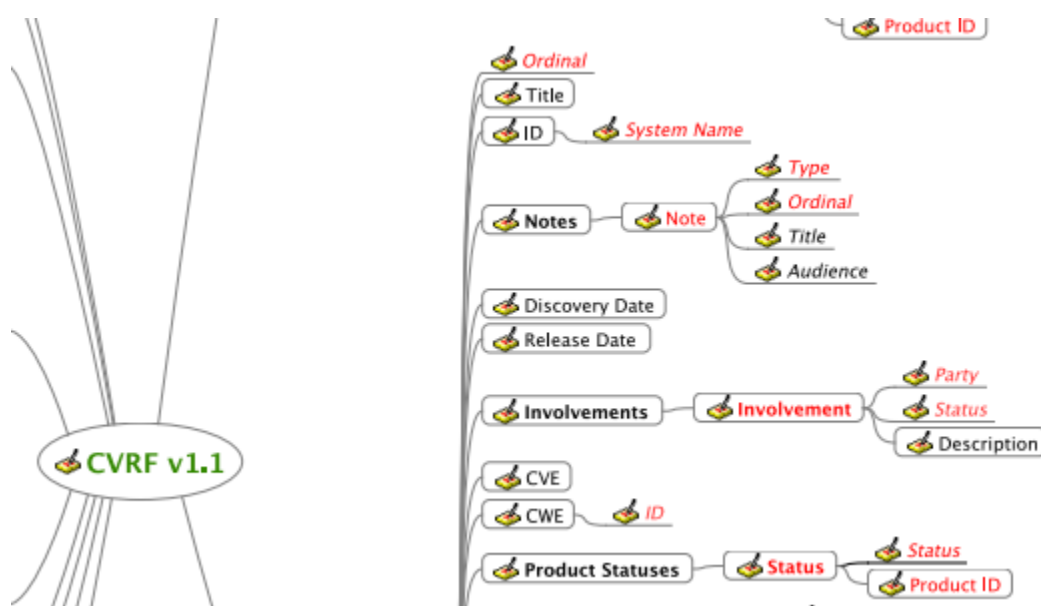 Product ID
Ordinal
Title
ID
System Name
Type
Notes
Note
Ordinal
Title
Audience
Discovery Date
Release Date
Party
Involvements
Involvement
Status
Description
CVRF v1.1
CVE
CWE
ID
Status
Product Statuses
Status
Product ID